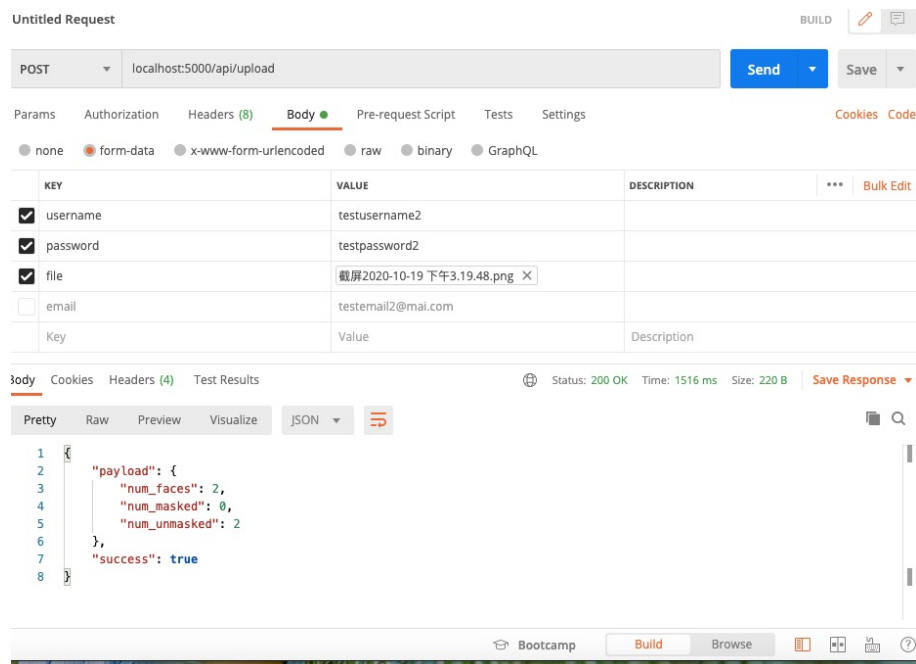 Untitled Request BUILD
POST localhost:5000/api/upload Send Save
Params Authorization Headers (8) Body Pre-request Script Tests Settings Cookies Code
none form-data x-www-form-urlencoded raw binary GraphQL
KEY VALUE DESCRIPTION ••• Bulk Edit
username testusername2
password testpassword2
file 截屏2020-10-19 下午3.19.48.png ×
email testemail2@mai.com
Key Value Description
Body Cookies Headers (4) Test Results Status: 200 OK Time: 1516 ms Size: 220 B Save Response
Pretty Raw Preview Visualize JSON
1 {
2 "payload": {
3 "num_faces": 2,
4 "num_masked": 0,
5 "num_unmasked": 2
6 },
7 "success": true
8 }
Bootcamp Build Browse ?